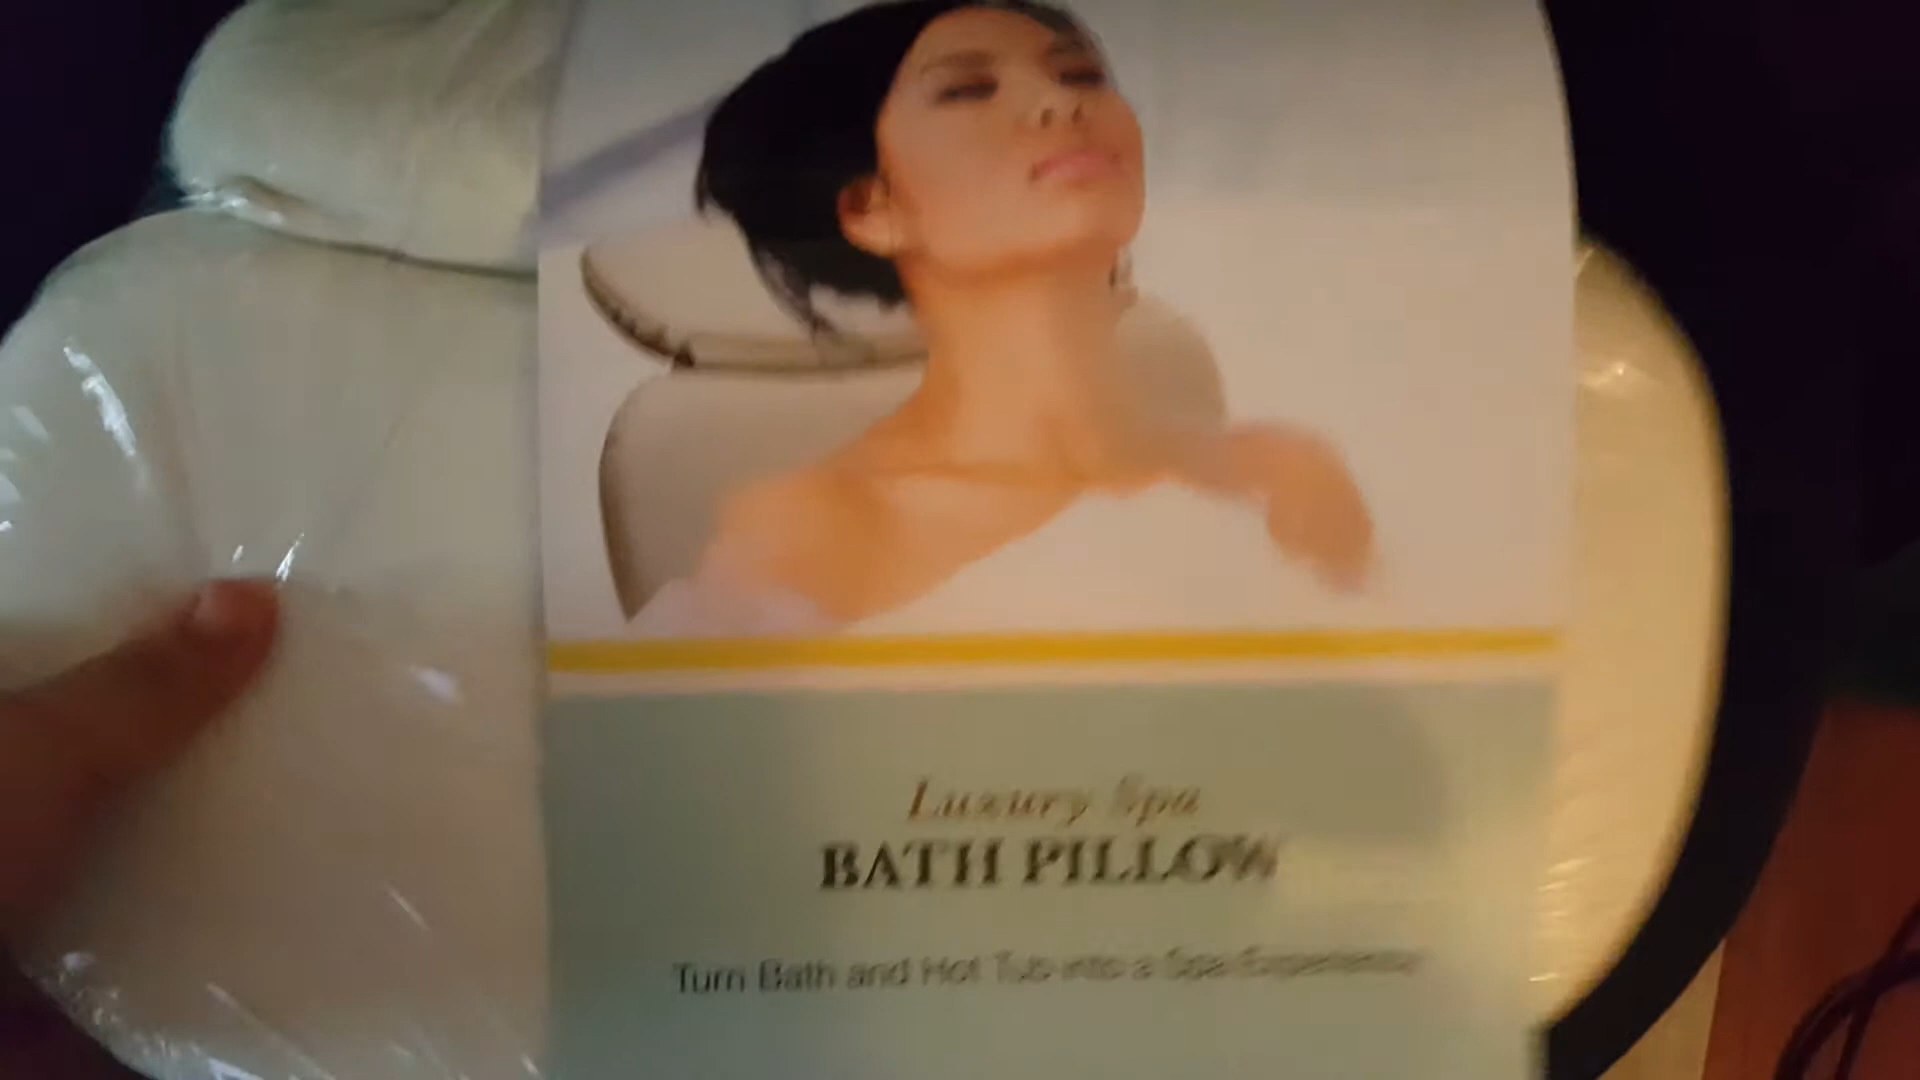 Luxury Spa
BATH PILLOW
Turn Bath and Hot Tub into a Spa Experience